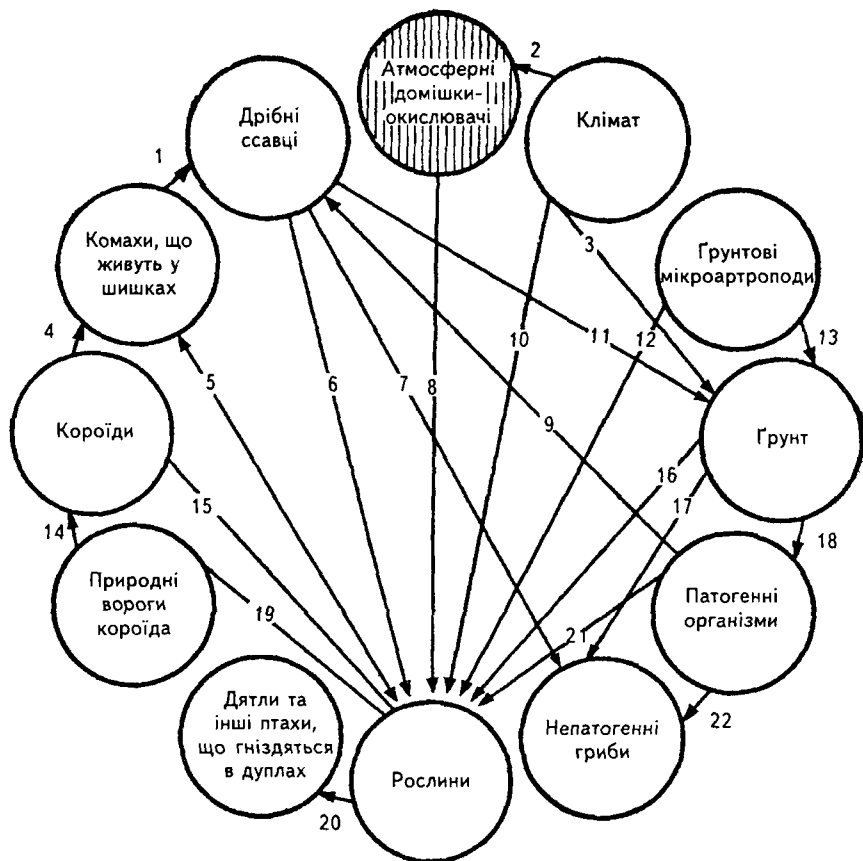 Атмосферні
домішки-
окислювачі
2
Клімат
Дрібні
ссавці
1
Комахи, що
живуть у
шишках
3
Ґрунтові
мікроартроподи
4
5
6
7
8
10
11
12
13
9
Короїди
Ґрунт
14
15
16
17
18
Природні
вороги
короїда
19
Патогенні
організми
21
22
Дятли та
інші птахи,
що гніздяться
в дуплах
20
Рослини
Непатогенні
гриби